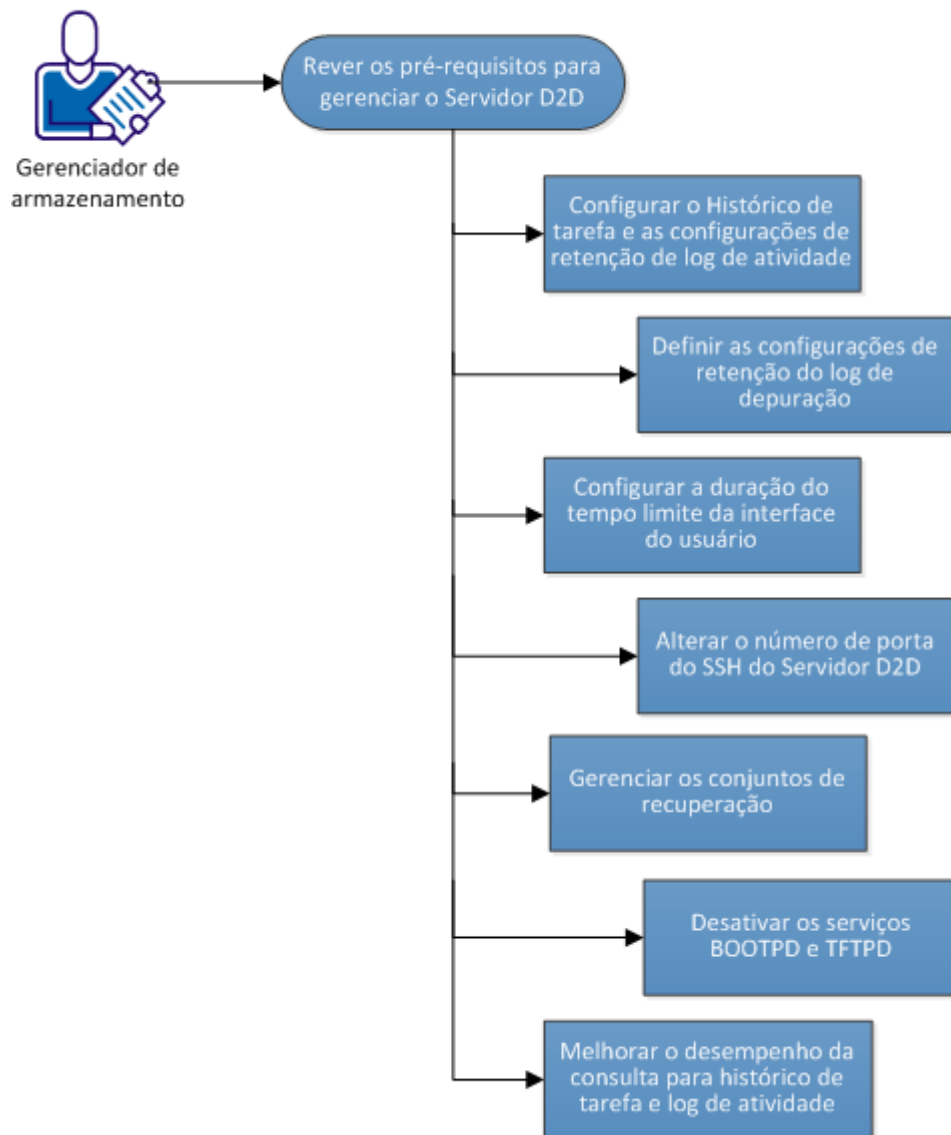 Rever os pré-requisitos para
gerenciar o Servidor D2D
Gerenciador de
armazenamento
Configurar o Histórico de
tarefa e as configurações de
retenção de log de atividade
Definir as configurações de
retenção do log de
depuração
Configurar a duração do
tempo limite da interface
do usuário
Alterar o número de porta
do SSH do Servidor D2D
Gerenciar os conjuntos de
recuperação
Desativar os serviços
BOOTPD e TFTPD
Melhorar o desempenho da
consulta para histórico de
tarefa e log de atividade